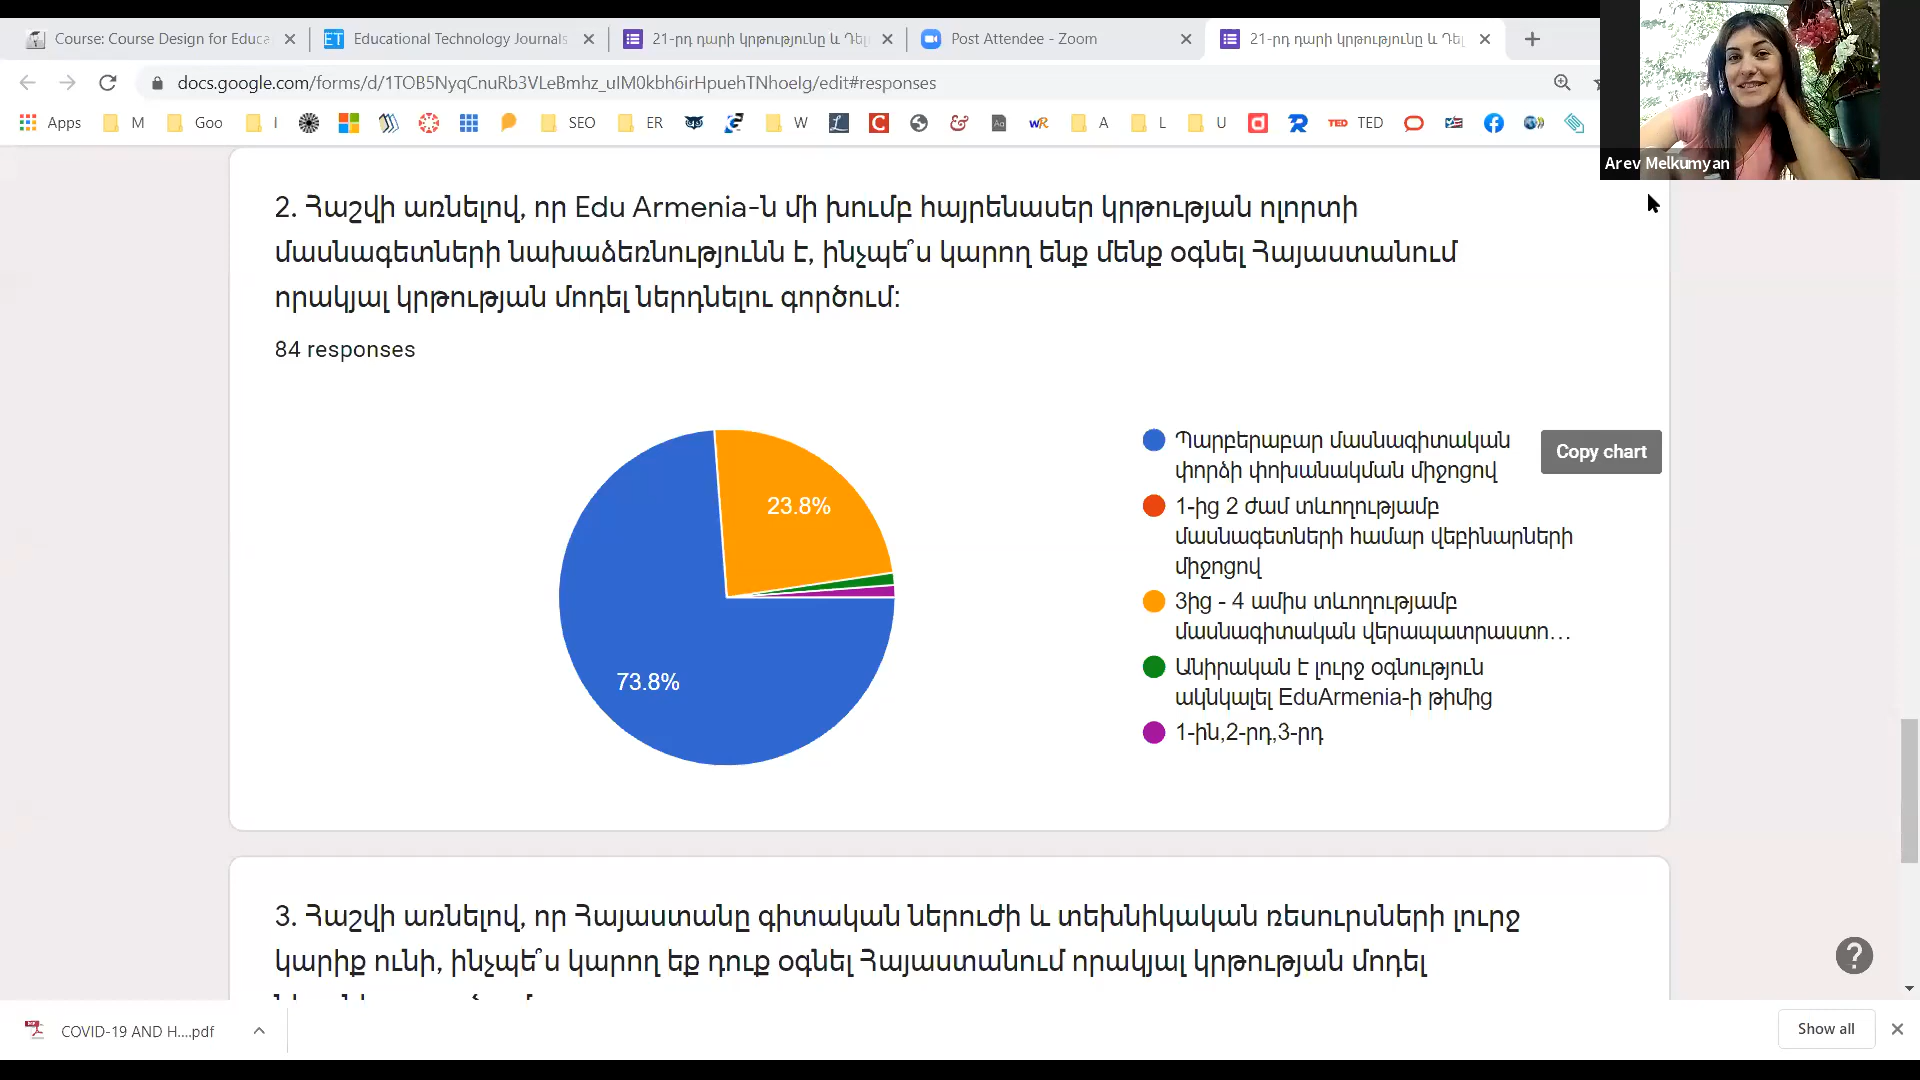 Course: Course Design for Educa
Educational Technology Journals
21-րդ դարի կրթությունը և Դեր
Post Attendee - Zoom
21-րդ դարի կրթությունը և Դեր
docs.google.com/forms/d/1TOB5NyqCnuRb3VLeBmhz_uIM0kbh6irHpuehTNhoeIg/edit#responses
Apps M Goo I SEO ER W A L U TED TED
Arev Melkumyan
2. Հաշվի առնելով, որ Edu Armenia-ն մի խումբ հայրենասեր կրթության ոլորտի
մասնագետների նախաձեռնությունն է, ինչպե՞ս կարող ենք մենք օգնել Հայաստանում
որակյալ կրթության մոդել ներդնելու գործում:
84 responses
23.8%
73.8%
Պարբերաբար մասնագիտական
փորձի փոխանակման միջոցով
Copy chart
1-ից 2 ժամ տևողությամբ
մասնագետների համար վեբինարների
միջոցով
3ից - 4 ամիս տևողությամբ
մասնագիտական վերապատրաստո...
Անիրական է լուրջ օգնություն
ակնկալել EduArmenia-ի թիմից
1-ին,2-րդ,3-րդ
3. Հաշվի առնելով, որ Հայաստանը գիտական ներուժի և տեխնիկական ռեսուրսների լուրջ
կարիք ունի, ինչպե՞ս կարող եք դուք օգնել Հայաստանում որակյալ կրթության մոդել
COVID-19 AND H....pdf
Show all